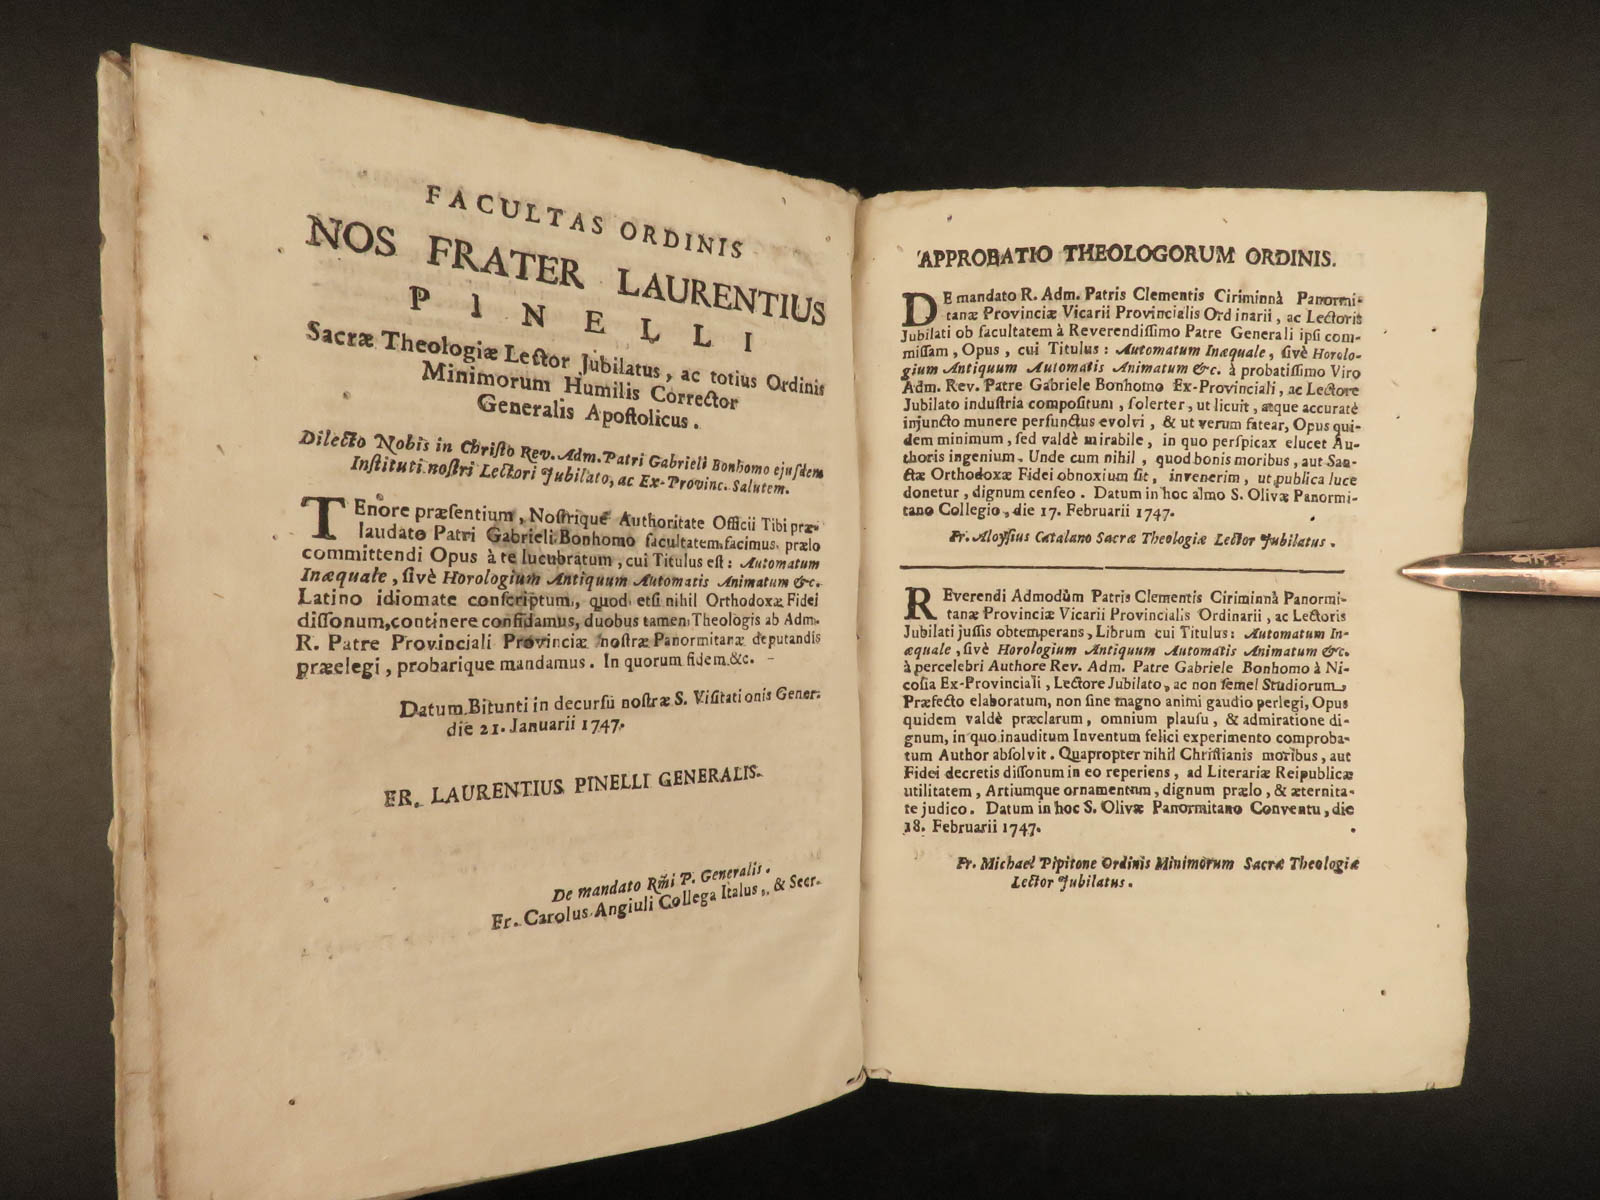 FACULTAS ORDINIS
NOS FRATER LAURENTIUS
PINELLI
Sacræ Theologiæ Lector Jubilatus, ac totius Ordinis
Minimorum Humilis Corrector
Generalis Apoſtolicus.
Dilecto Nobis in Chriſto Rev. Adm. Patri Gabrieli Bonhomo ejuſdem
Inſtituti noſtri Lectori Jubilato, ac Ex-Provinc. Salutem.
TEnore præſentium, Noſtrique Authoritate Officii Tibi præ-
laudato Patri Gabrieli Bonhomo facultatem facimus prælo
committendi Opus à te lucubratum, cui Titulus eſt: Automatum
Inæquale, ſivè Horologium Antiquum Automatis Animatum &c.
Latino idiomate conſcriptum, quod etſi nihil Orthodoxæ Fidei
diſſonum, continere confidamus, duobus tamen Theologis ab Adm.
R. Patre Provinciali Provinciæ noſtræ Panormitanæ deputandis
præelegi, probarique mandamus. In quorum fidem &c.
Datum Bitunti in decurſu noſtræ S. Viſitationis Gener.
die 21. Januarii 1747.
FR. LAURENTIUS PINELLI GENERALIS.
De mandato Rm̃i P. Generalis.
Fr. Carolus Angiuli Collega Italus, & Secr.
APPROBATIO THEOLOGORUM ORDINIS.
DE mandato R. Adm. Patris Clementis Ciriminnà Panormi-
tanæ Provinciæ Vicarii Provincialis Ordinarii, ac Lectoris
Jubilati ob facultatem à Reverendiſſimo Patre Generali ipſi com-
miſſam, Opus, cui Titulus: Automatum Inæquale, ſivè Horolo-
gium Antiquum Automatis Animatum &c. à probatiſſimo Viro
Adm. Rev. Patre Gabriele Bonhomo Ex-Provinciali, ac Lectore
Jubilato induſtria compoſitum, ſolerter, ut licuit, atque accuratè
injuncto munere perfunctus evolvi, & ut verum fatear, Opus qui-
dem minimum, ſed valdè mirabile, in quo perſpicax elucet Au-
thoris ingenium. Unde cum nihil, quod bonis moribus, aut San-
ctæ Orthodoxæ Fidei obnoxium ſit, invenerim, ut publica luce
donetur, dignum cenſeo. Datum in hoc almo S. Olivæ Panormi-
tano Collegio, die 17. Februarii 1747.
Fr. Aloyſius Catalano Sacræ Theologiæ Lector Jubilatus.
REverendi Admodùm Patris Clementis Ciriminnà Panormi-
tanæ Provinciæ Vicarii Provincialis Ordinarii, ac Lectoris
Jubilati juſſis obtemperans, Librum cui Titulus: Automatum In-
æquale, ſivè Horologium Antiquum Automatis Animatum &c.
à percelebri Authore Rev. Adm. Patre Gabriele Bonhomo à Ni-
coſia Ex-Provinciali, Lectore Jubilato, ac non ſemel Studiorum
Præfecto elaboratum, non ſine magno animi gaudio perlegi, Opus
quidem valdè præclarum, omnium plauſu, & admiratione di-
gnum, in quo inauditum Inventum felici experimento comproba-
tum Author abſolvit. Quapropter nihil Chriſtianis moribus, aut
Fidei decretis diſſonum in eo reperiens, ad Literariæ Reipublicæ
utilitatem, Artiumque ornamentum, dignum prælo, & æternita-
te judico. Datum in hoc S. Olivæ Panormitano Conventu, die
18. Februarii 1747.
Fr. Michael Pipitone Ordinis Minimorum Sacræ Theologiæ
Lector Jubilatus.